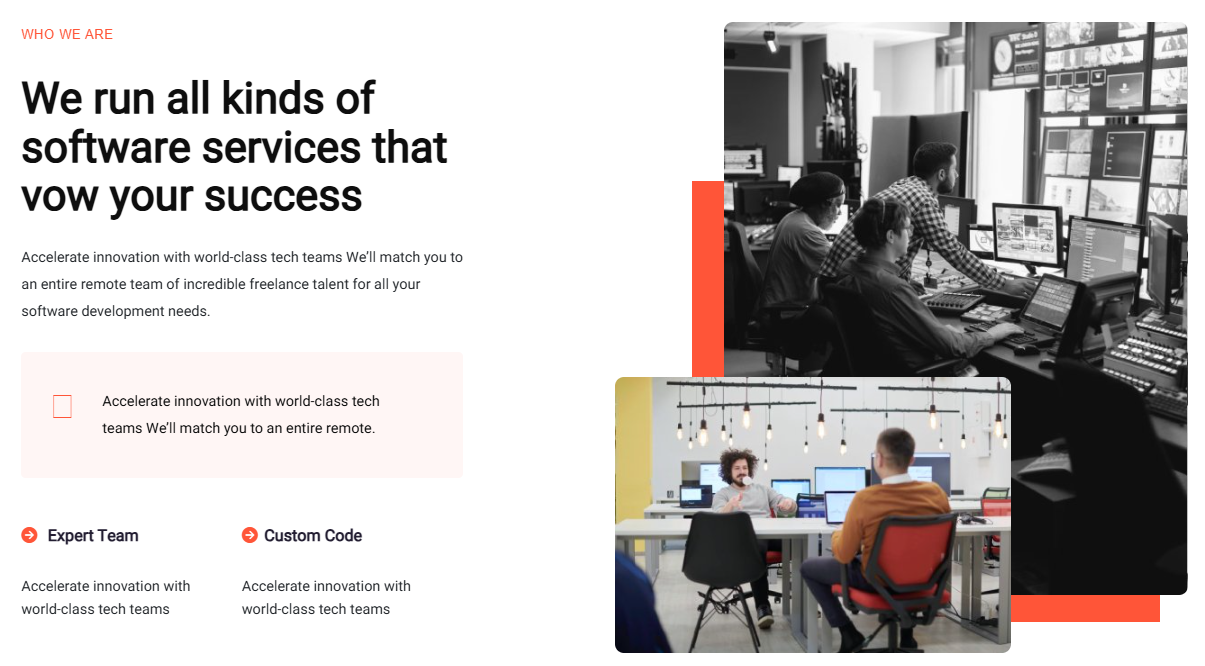 WHO WE ARE
We run all kinds of
software services that
vow your success
Accelerate innovation with world-class tech teams We’ll match you to
an entire remote team of incredible freelance talent for all your
software development needs.
Accelerate innovation with world-class tech
teams We’ll match you to an entire remote.
Expert Team
Custom Code
Accelerate innovation with
world-class tech teams
Accelerate innovation with
world-class tech teams